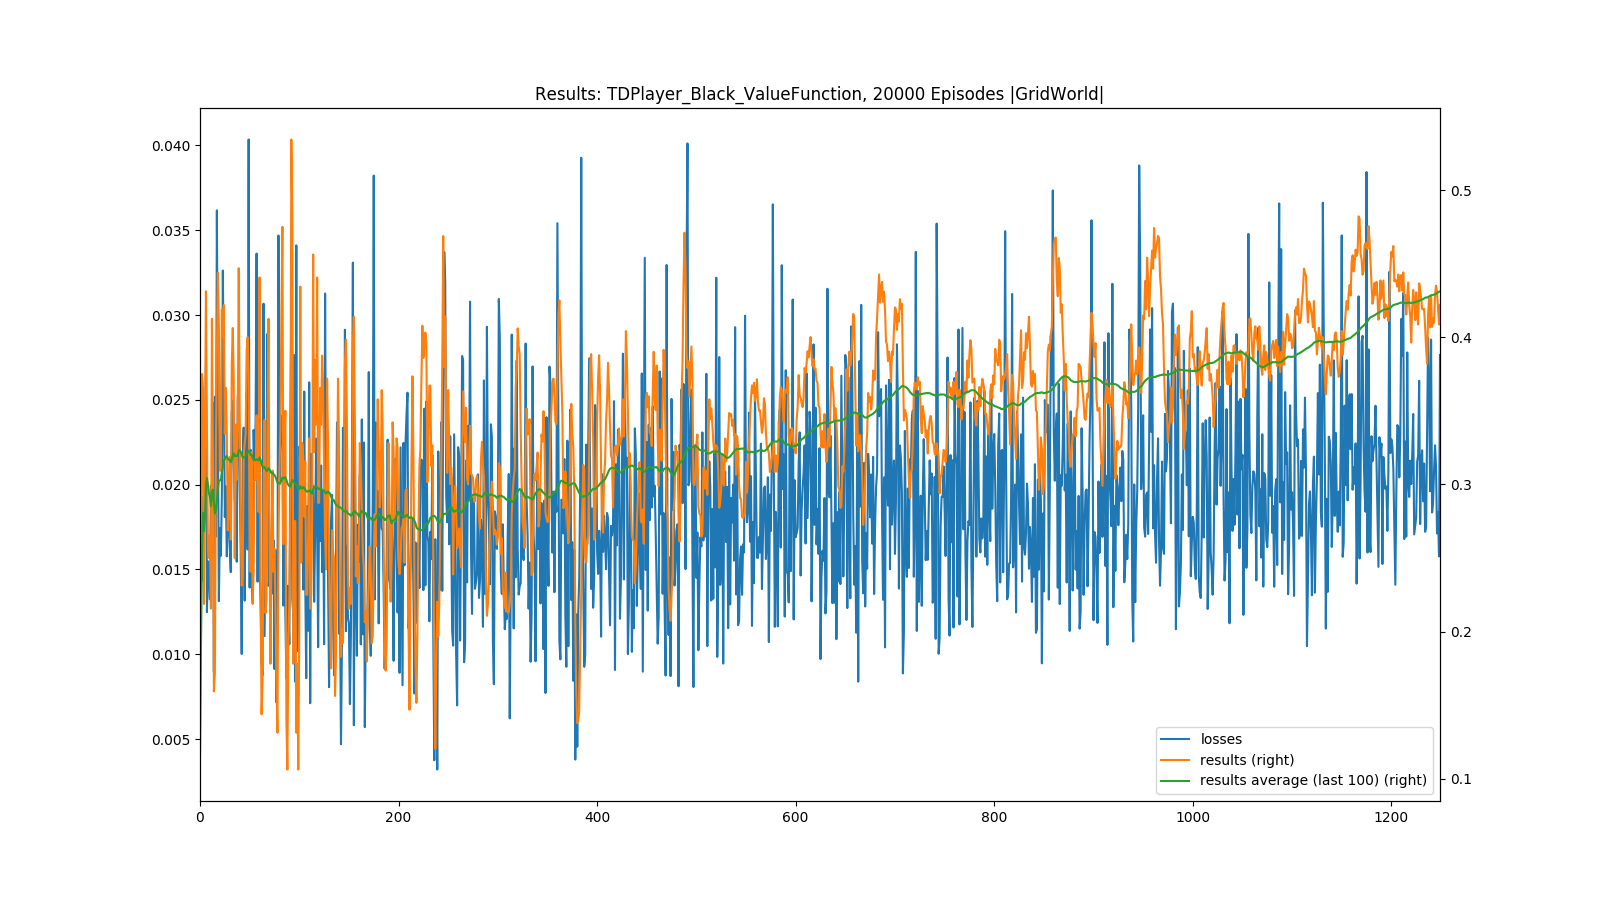 Results: TDPlayer_Black_ValueFunction, 20000 Episodes |GridWorld|
0.040
0.035
0.030
0.025
0.020
0.015
0.010
0.005
0.5
0.4
0.3
0.2
0.1
losses
results (right)
results average (last 100) (right)
0 200 400 600 800 1000 1200